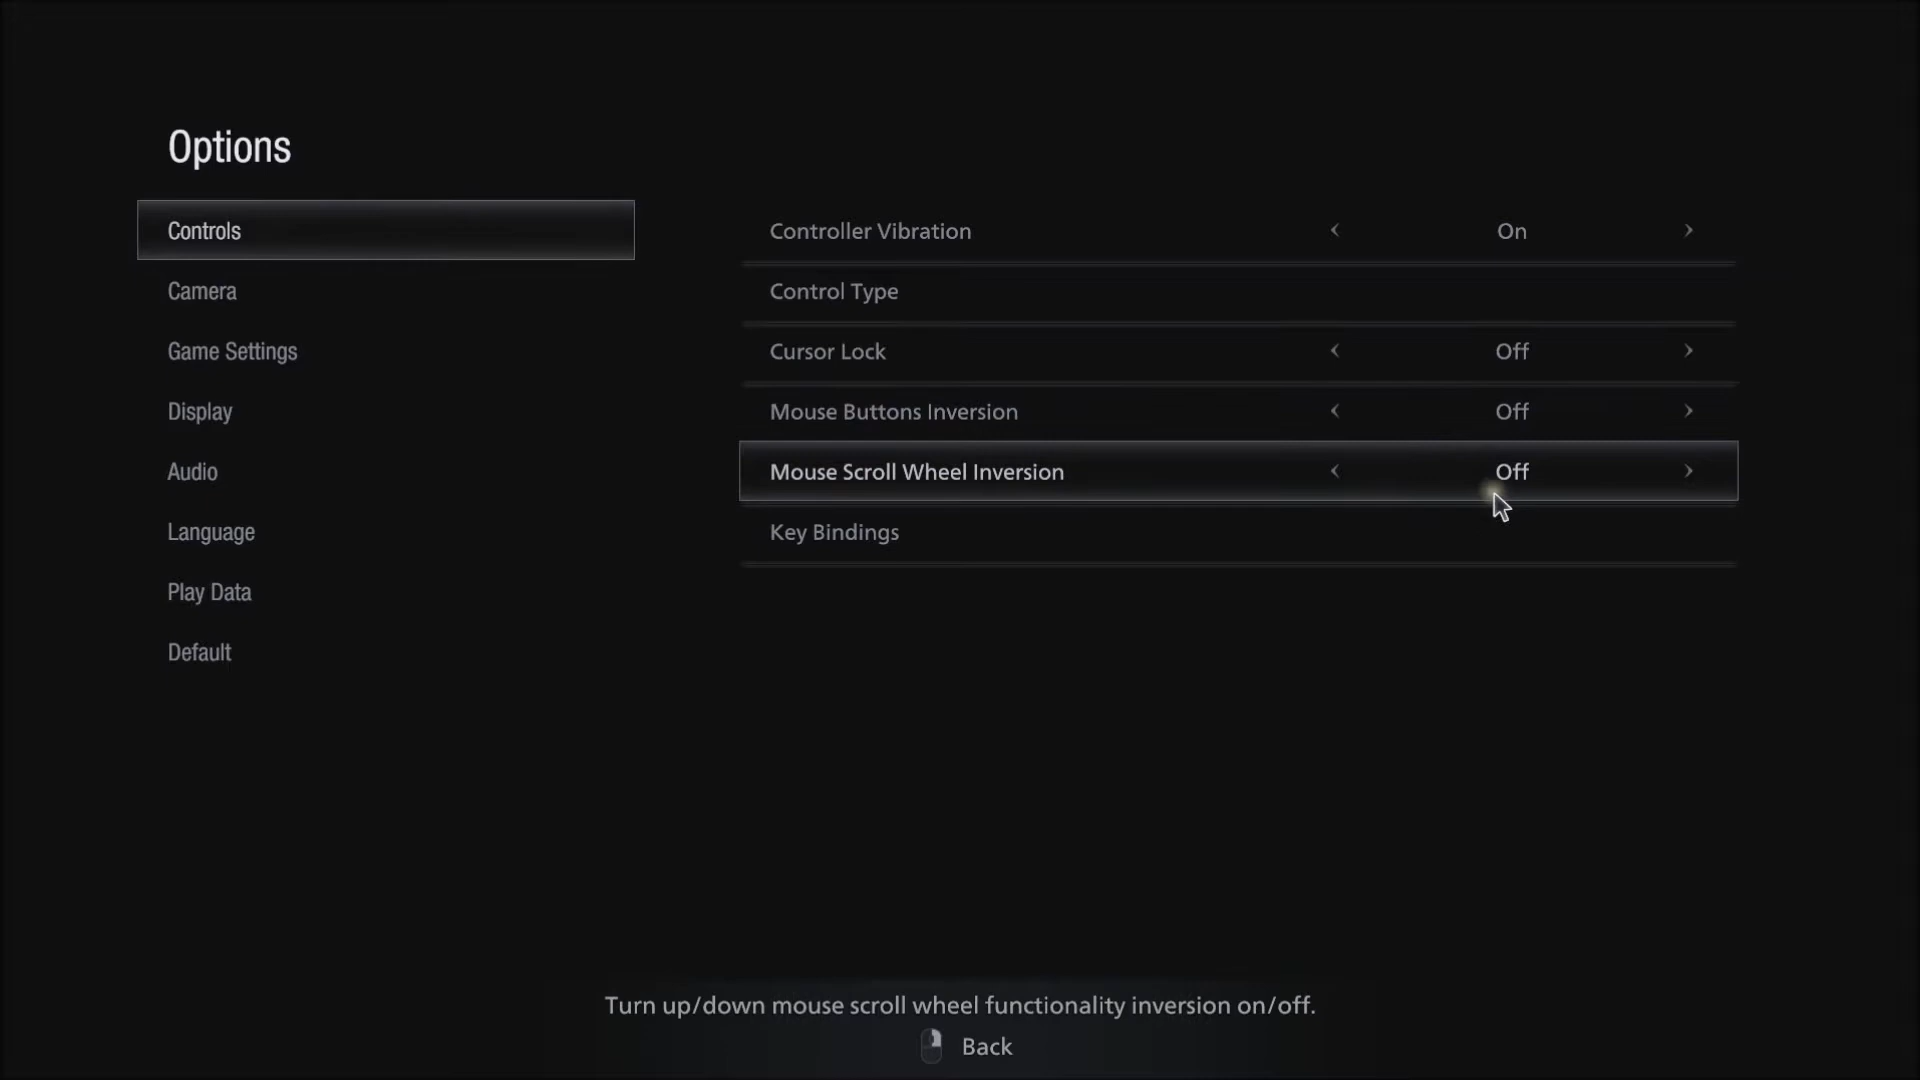 Options
Controls
Camera
Game Settings
Display
Audio
Language
Play Data
Default
Controller Vibration < On >
Control Type
Cursor Lock < Off >
Mouse Buttons Inversion < Off >
Mouse Scroll Wheel Inversion < Off >
Key Bindings
Turn up/down mouse scroll wheel functionality inversion on/off.
Back